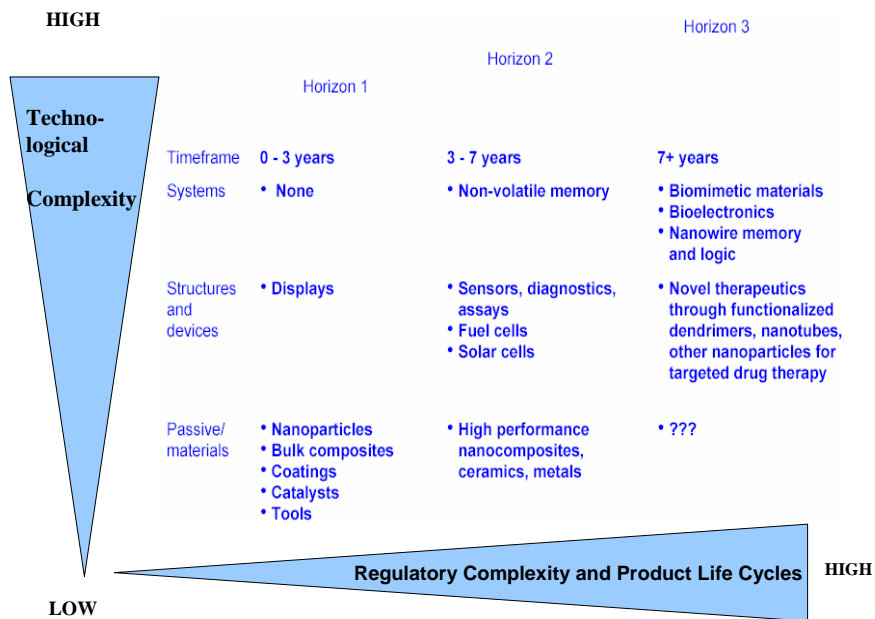 HIGH
Horizon 3
Horizon 2
Horizon 1
Techno-
logical
Complexity
Timeframe 0 - 3 years 3 - 7 years 7+ years
Systems • None • Non-volatile memory • Biomimetic materials
• Bioelectronics
• Nanowire memory
and logic
Structures • Displays • Sensors, diagnostics, • Novel therapeutics
and assays through functionalized
devices • Fuel cells dendrimers, nanotubes,
• Solar cells other nanoparticles for
targeted drug therapy
Passive/ • Nanoparticles • High performance • ???
materials • Bulk composites nanocomposites,
• Coatings ceramics, metals
• Catalysts
• Tools
Regulatory Complexity and Product Life Cycles HIGH
LOW